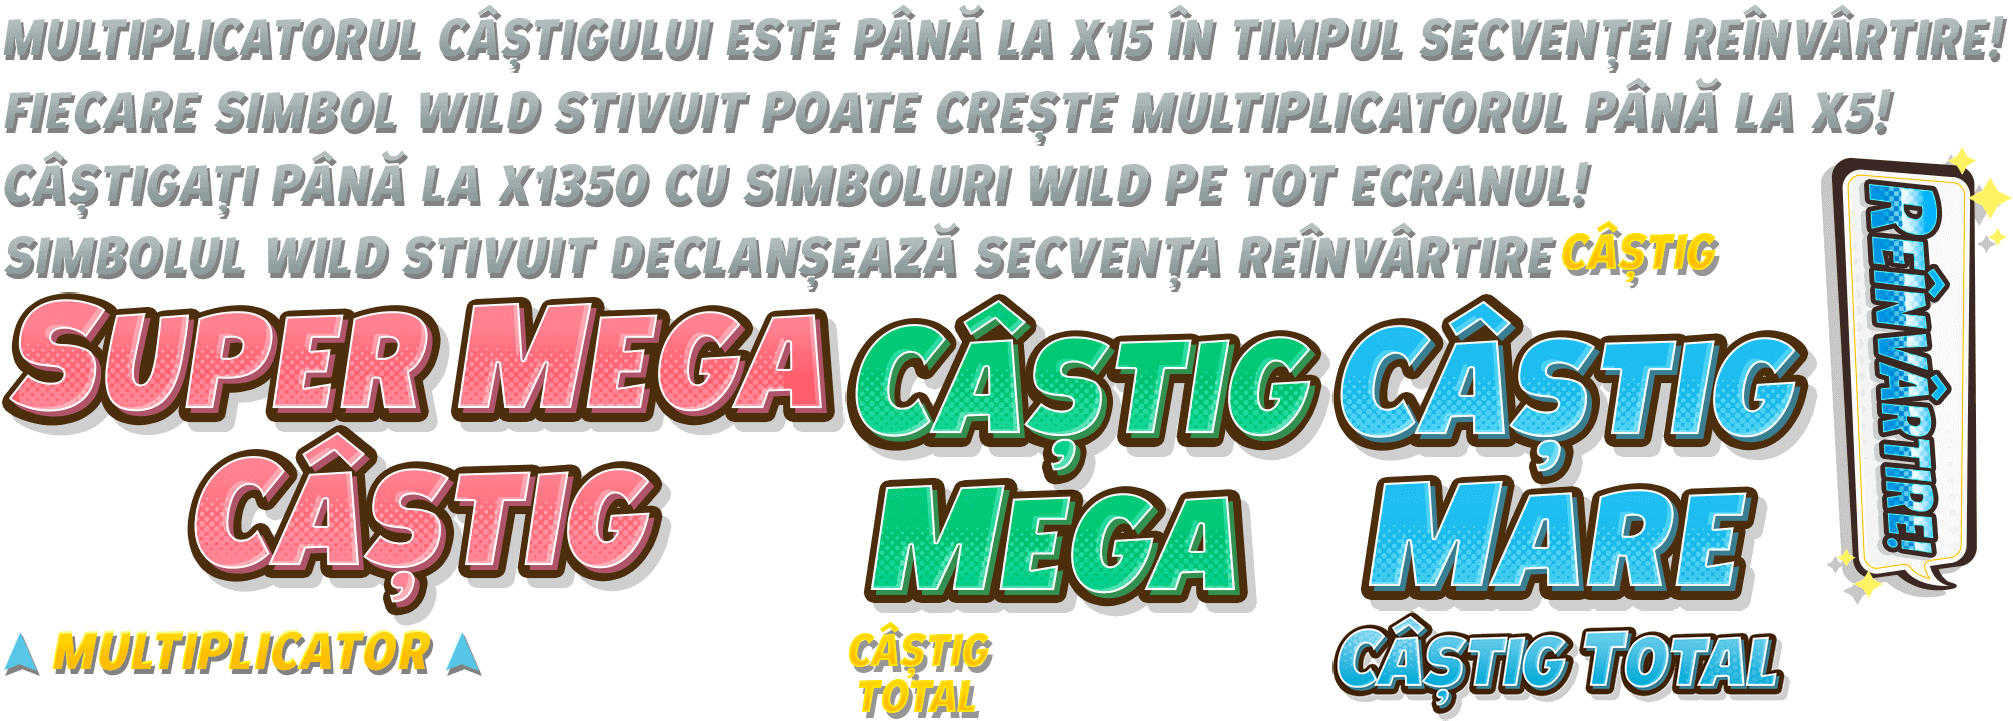 MULTIPLICATORUL CÂȘTIGULUI ESTE PÂNĂ LA X15 ÎN TIMPUL SECVENȚEI REÎNVÂRTIRE!
FIECARE SIMBOL WILD STIVUIT POATE CREȘTE MULTIPLICATORUL PÂNĂ LA X5!
CÂȘTIGAȚI PÂNĂ LA X1350 CU SIMBOLURI WILD PE TOT ECRANUL!
SIMBOLUL WILD STIVUIT DECLANȘEAZĂ SECVENȚA REÎNVÂRTIRE
CÂȘTIG
REÎNVÂRTIRE!
SUPER MEGA
CÂȘTIG
CÂȘTIG
MEGA
CÂȘTIG
MARE
MULTIPLICATOR
CÂȘTIG
TOTAL
CÂȘTIG TOTAL